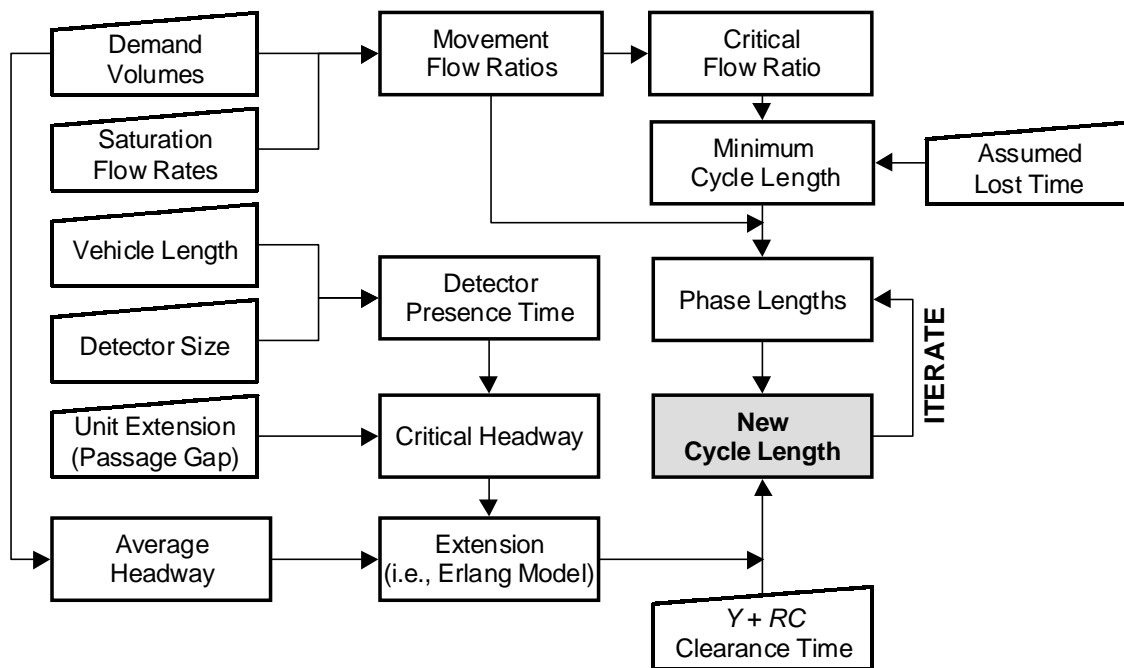 Demand
Volumes
Movement
Flow Ratios
Critical
Flow Ratio
Saturation
Flow Rates
Minimum
Cycle Length
Assumed
Lost Time
Vehicle Length
Detector
Presence Time
Phase Lengths
Detector Size
ITERATE
Unit Extension
(Passage Gap)
Critical Headway
New
Cycle Length
Average
Headway
Extension
(i.e., Erlang Model)
Y + RC
Clearance Time